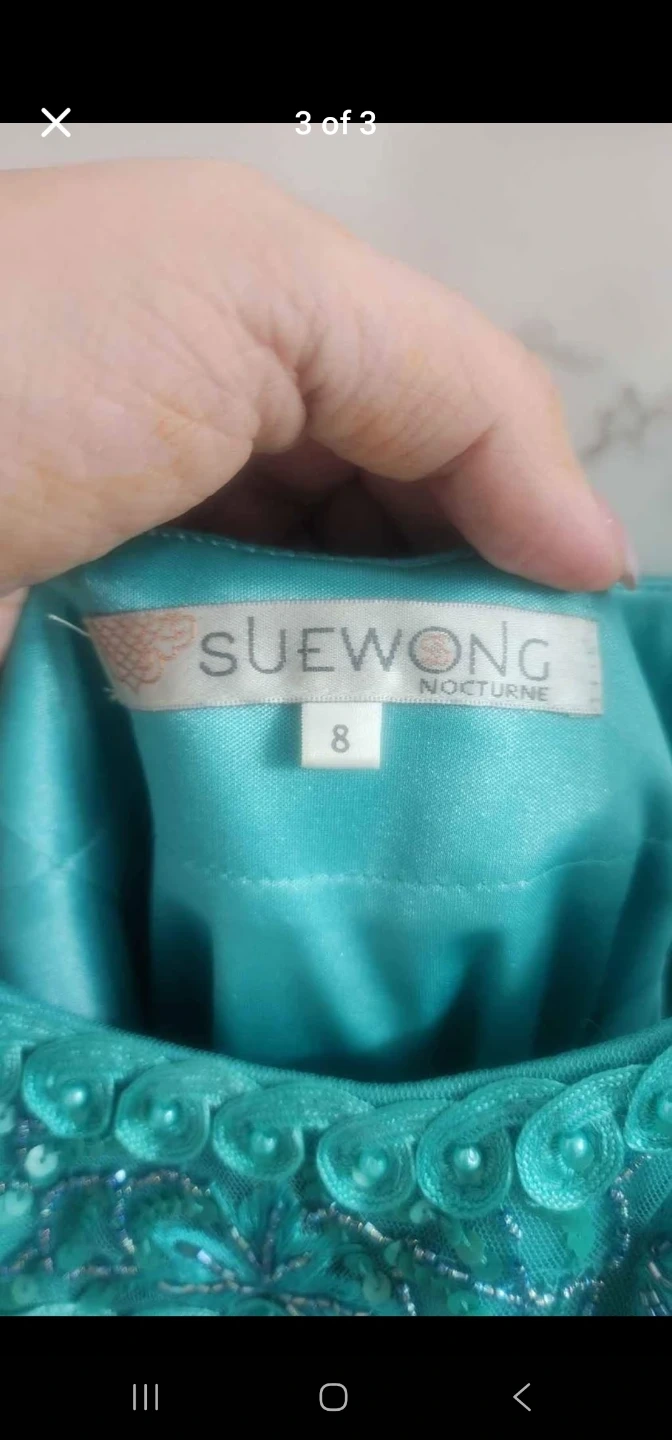 3 of 3
SUEWONG
NOCTURNE
8